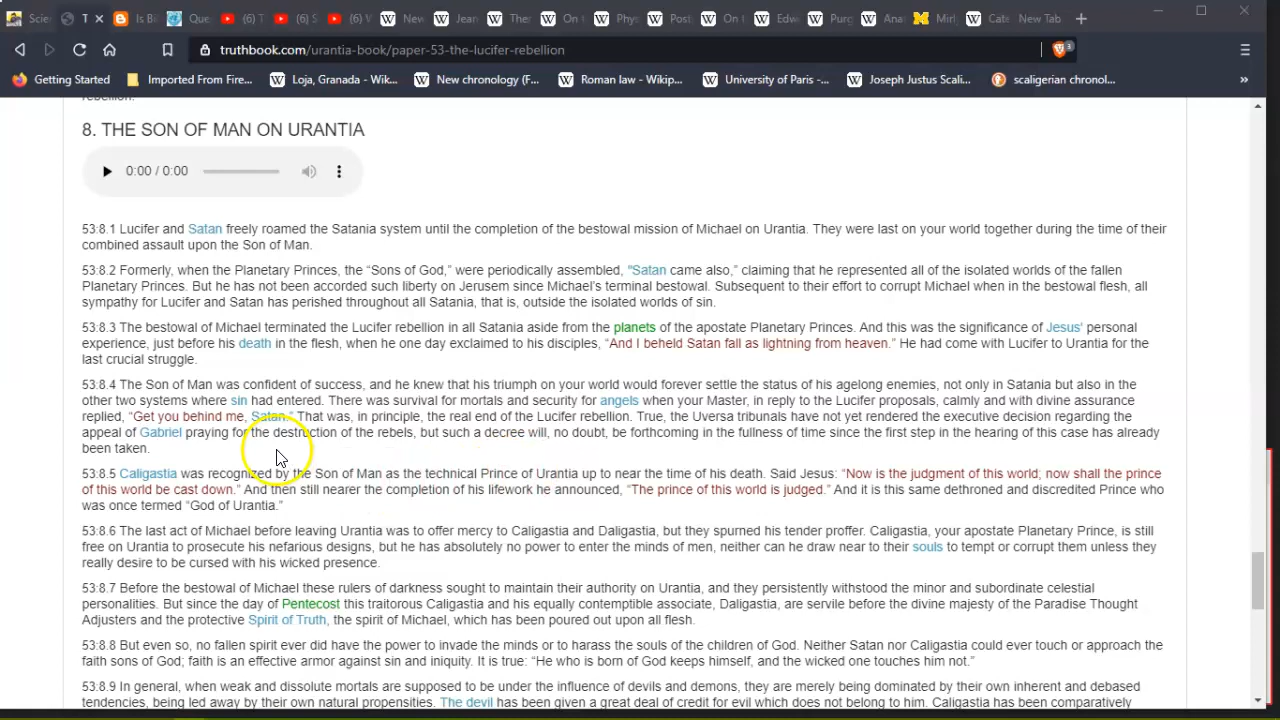 Scie
T
Is B
Que
(6) T
(6) S
(6) V
New
Jean
Ther
On G
Phy
Post
On t
Edw
Purg
Ana
Mirl
Cate
New Tab
truthbook.com/urantia-book/paper-53-the-lucifer-rebellion
3
Getting Started
Imported From Fire...
Loja, Granada - Wik...
New chronology (F...
Roman law - Wikip...
University of Paris -...
Joseph Justus Scali...
scaligerian chronol...
»
rebellion.
8. THE SON OF MAN ON URANTIA
0:00 / 0:00
53:8.1 Lucifer and Satan freely roamed the Satania system until the completion of the bestowal mission of Michael on Urantia. They were last on your world together during the time of their
combined assault upon the Son of Man.
53:8.2 Formerly, when the Planetary Princes, the “Sons of God,” were periodically assembled, “Satan came also,” claiming that he represented all of the isolated worlds of the fallen
Planetary Princes. But he has not been accorded such liberty on Jerusem since Michael’s terminal bestowal. Subsequent to their effort to corrupt Michael when in the bestowal flesh, all
sympathy for Lucifer and Satan has perished throughout all Satania, that is, outside the isolated worlds of sin.
53:8.3 The bestowal of Michael terminated the Lucifer rebellion in all Satania aside from the planets of the apostate Planetary Princes. And this was the significance of Jesus’ personal
experience, just before his death in the flesh, when he one day exclaimed to his disciples, “And I beheld Satan fall as lightning from heaven.” He had come with Lucifer to Urantia for the
last crucial struggle.
53:8.4 The Son of Man was confident of success, and he knew that his triumph on your world would forever settle the status of his agelong enemies, not only in Satania but also in the
other two systems where sin had entered. There was survival for mortals and security for angels when your Master, in reply to the Lucifer proposals, calmly and with divine assurance
replied, “Get you behind me, Satan.” That was, in principle, the real end of the Lucifer rebellion. True, the Uversa tribunals have not yet rendered the executive decision regarding the
appeal of Gabriel praying for the destruction of the rebels, but such a decree will, no doubt, be forthcoming in the fullness of time since the first step in the hearing of this case has already
been taken.
53:8.5 Caligastia was recognized by the Son of Man as the technical Prince of Urantia up to near the time of his death. Said Jesus: “Now is the judgment of this world; now shall the prince
of this world be cast down.” And then still nearer the completion of his lifework he announced, “The prince of this world is judged.” And it is this same dethroned and discredited Prince who
was once termed “God of Urantia.”
53:8.6 The last act of Michael before leaving Urantia was to offer mercy to Caligastia and Daligastia, but they spurned his tender proffer. Caligastia, your apostate Planetary Prince, is still
free on Urantia to prosecute his nefarious designs, but he has absolutely no power to enter the minds of men, neither can he draw near to their souls to tempt or corrupt them unless they
really desire to be cursed with his wicked presence.
53:8.7 Before the bestowal of Michael these rulers of darkness sought to maintain their authority on Urantia, and they persistently withstood the minor and subordinate celestial
personalities. But since the day of Pentecost this traitorous Caligastia and his equally contemptible associate, Daligastia, are servile before the divine majesty of the Paradise Thought
Adjusters and the protective Spirit of Truth, the spirit of Michael, which has been poured out upon all flesh.
53:8.8 But even so, no fallen spirit ever did have the power to invade the minds or to harass the souls of the children of God. Neither Satan nor Caligastia could ever touch or approach the
faith sons of God; faith is an effective armor against sin and iniquity. It is true: “He who is born of God keeps himself, and the wicked one touches him not.”
53:8.9 In general, when weak and dissolute mortals are supposed to be under the influence of devils and demons, they are merely being dominated by their own inherent and debased
tendencies, being led away by their own natural propensities. The devil has been given a great deal of credit for evil which does not belong to him. Caligastia has been comparatively